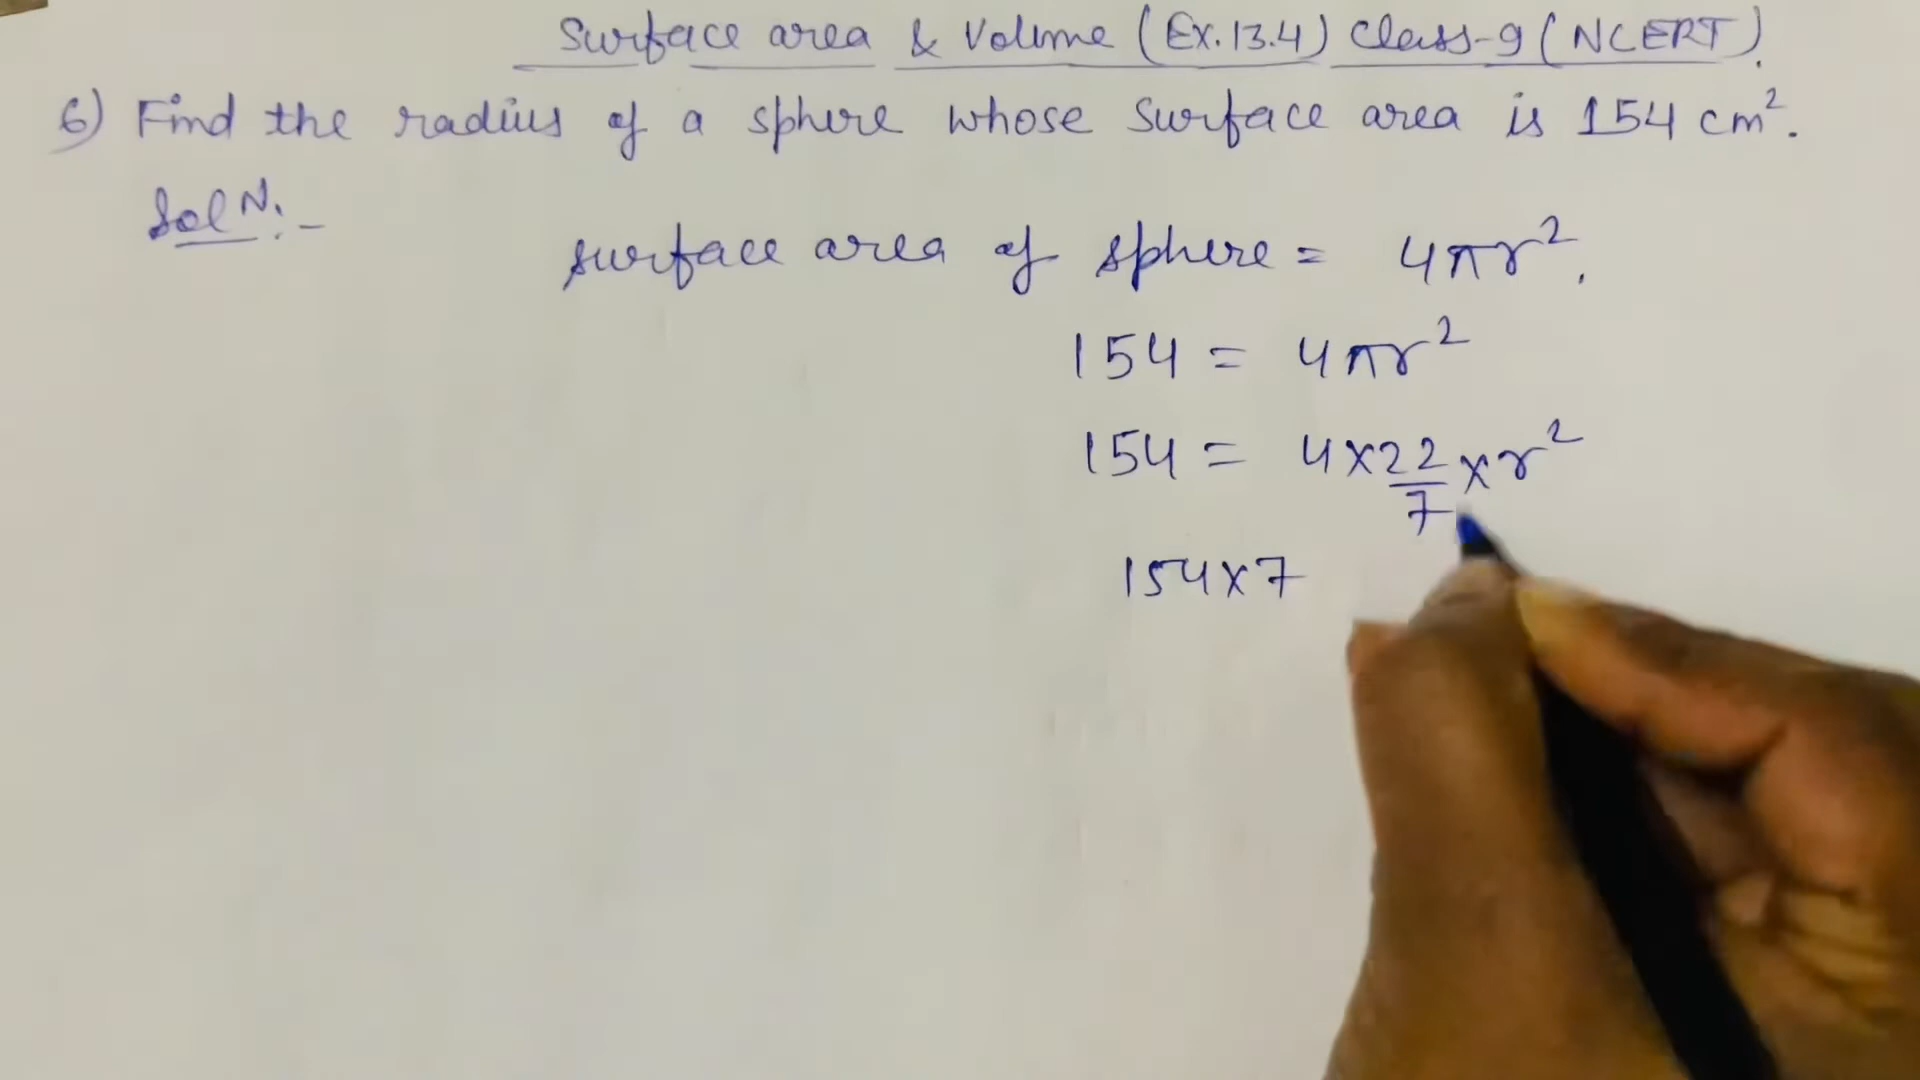 Surface area & Volume (Ex.13.4) Class-9 (NCERT).
6) Find the radius of a sphere whose surface area is 154 cm².
SolN:-
surface area of sphere = 4πr².
154 = 4πr²
154 = 4×22/7×r²
154×7